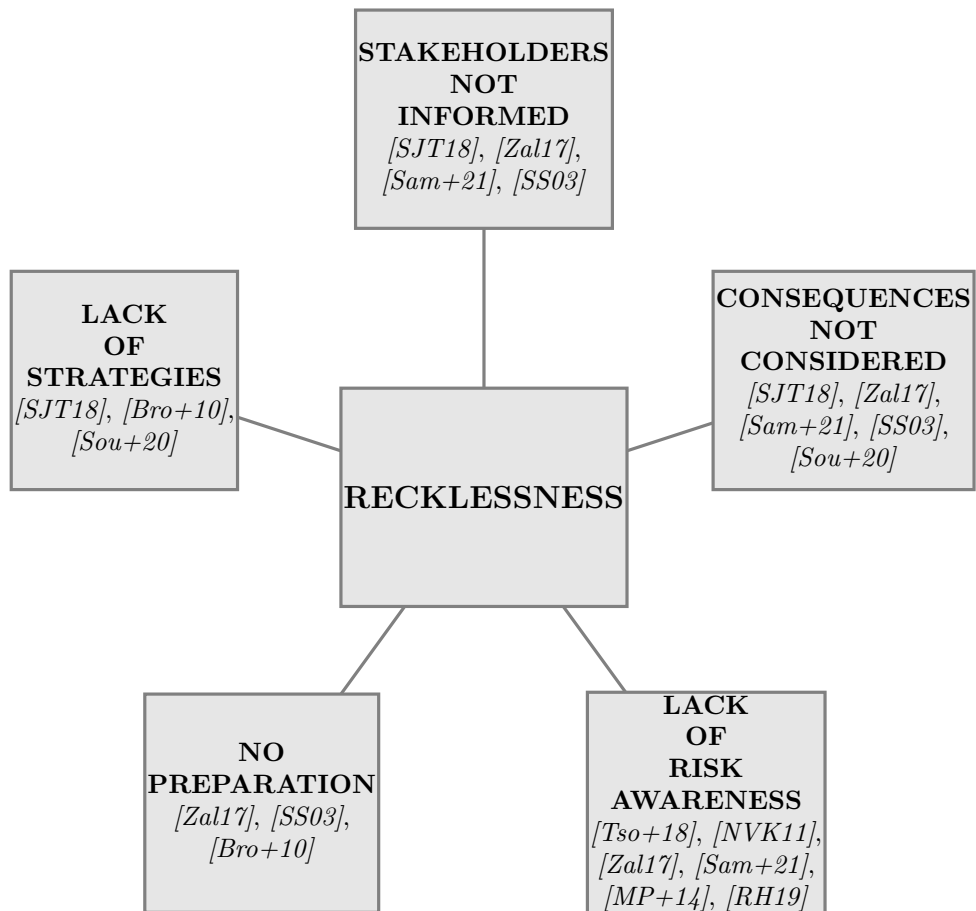 STAKEHOLDERS
NOT
INFORMED
[SJT18], [Zal17],
[Sam+21], [SS03]
LACK
OF
STRATEGIES
[SJT18], [Bro+10],
[Sou+20]
CONSEQUENCES
NOT
CONSIDERED
[SJT18], [Zal17],
[Sam+21], [SS03],
[Sou+20]
RECKLESSNESS
NO
PREPARATION
[Zal17], [SS03],
[Bro+10]
LACK
OF
RISK
AWARENESS
[Tso+18], [NVK11],
[Zal17], [Sam+21],
[MP+14], [RH19]